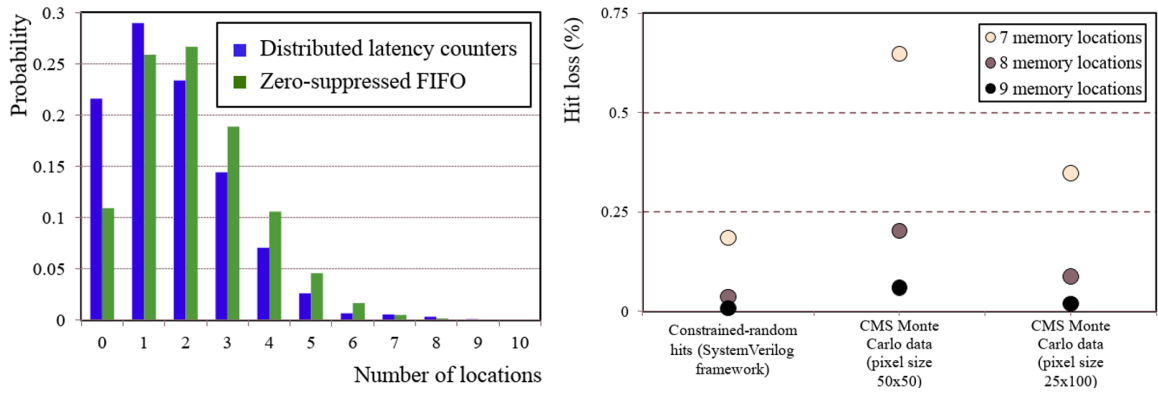 Probability
0.3
0.25
0.2
0.15
0.1
0.05
0
Distributed latency counters
Zero-suppressed FIFO
0 1 2 3 4 5 6 7 8 9 10
Number of locations
Hit loss (%)
0.75
0.5
0.25
0
7 memory locations
8 memory locations
9 memory locations
Constrained-random
hits (SystemVerilog
framework)
CMS Monte
Carlo data
(pixel size
50x50)
CMS Monte
Carlo data
(pixel size
25x100)